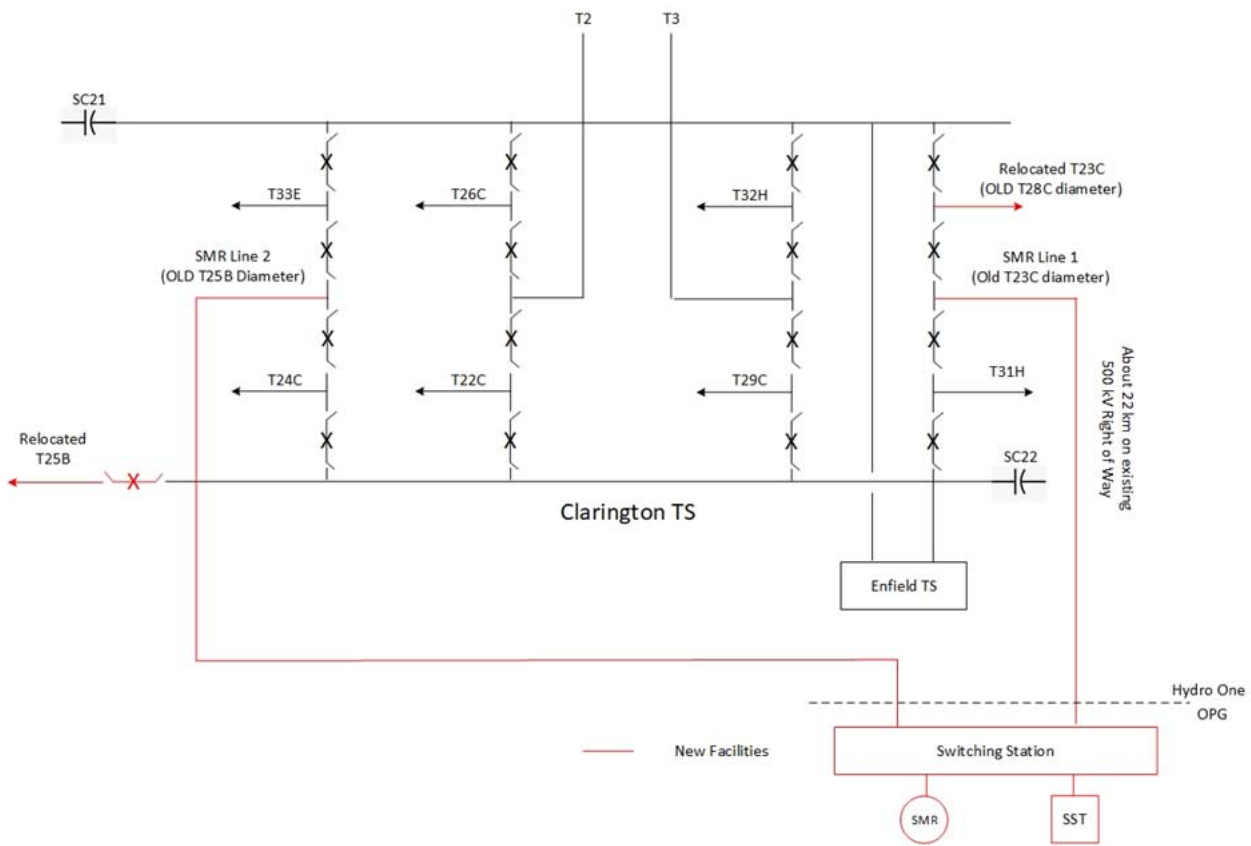 T2
T3
SC21
T33E
T26C
T32H
Relocated T23C
(OLD T28C diameter)
SMR Line 2
(OLD T25B Diameter)
SMR Line 1
(Old T23C diameter)
T24C
T22C
T29C
T31H
About 22 km on existing
500 kV Right of Way
Relocated
T25B
SC22
Clarington TS
Enfield TS
Hydro One
OPG
New Facilities
Switching Station
SMR
SST